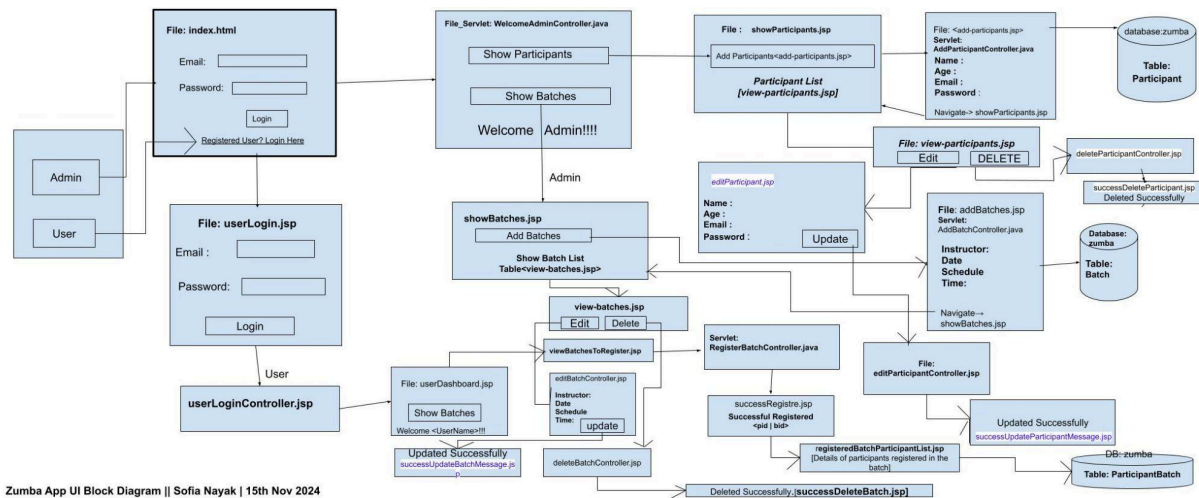 Admin
User
File: index.html
Email:
Password:
Login
Registered User? Login Here
File: userLogin.jsp
Email :
Password:
Login
User
userLoginController.jsp
File_Servlet: WelcomeAdminController.java
Show Participants
Show Batches
Welcome Admin!!!!
Admin
showBatches.jsp
Add Batches
Show Batch List
Table<view-batches.jsp>
view-batches.jsp
Edit
Delete
viewBatchesToRegister.jsp
File: userDashboard.jsp
Show Batches
Welcome <UserName>!!!
editBatchController.jsp
Instructor:
Date
Schedule
Time:
update
Updated Successfully
successUpdateBatchMessage.js
p
deleteBatchController.jsp
Deleted Successfully.[successDeleteBatch.jsp]
File : showParticipants.jsp
Add Participants<add-participants.jsp>
Participant List
[view-participants.jsp]
File: <add-participants.jsp>
Servlet:
AddParticipantController.java
Name :
Age :
Email :
Password :
Navigate-> showParticipants.jsp
database:zumba
Table:
Participant
File: view-participants.jsp
Edit
DELETE
deleteParticipantController.jsp
successDeleteParticipant.jsp
Deleted Successfully
editParticipant.jsp
Name :
Age :
Email :
Password :
Update
File: addBatches.jsp
Servlet:
AddBatchController.java
Instructor:
Date
Schedule
Time:
Navigate→
showBatches.jsp
Database:
zumba
Table:
Batch
Servlet:
RegisterBatchController.java
File:
editParticipantController.jsp
successRegistre.jsp
Successful Registered
<pid | bid>
Updated Successfully
successUpdateParticipantMessage.jsp
registeredBatchParticipantList.jsp
[Details of participants registered in the
batch]
DB: zumba
Table: ParticipantBatch
Zumba App UI Block Diagram || Sofia Nayak | 15th Nov 2024